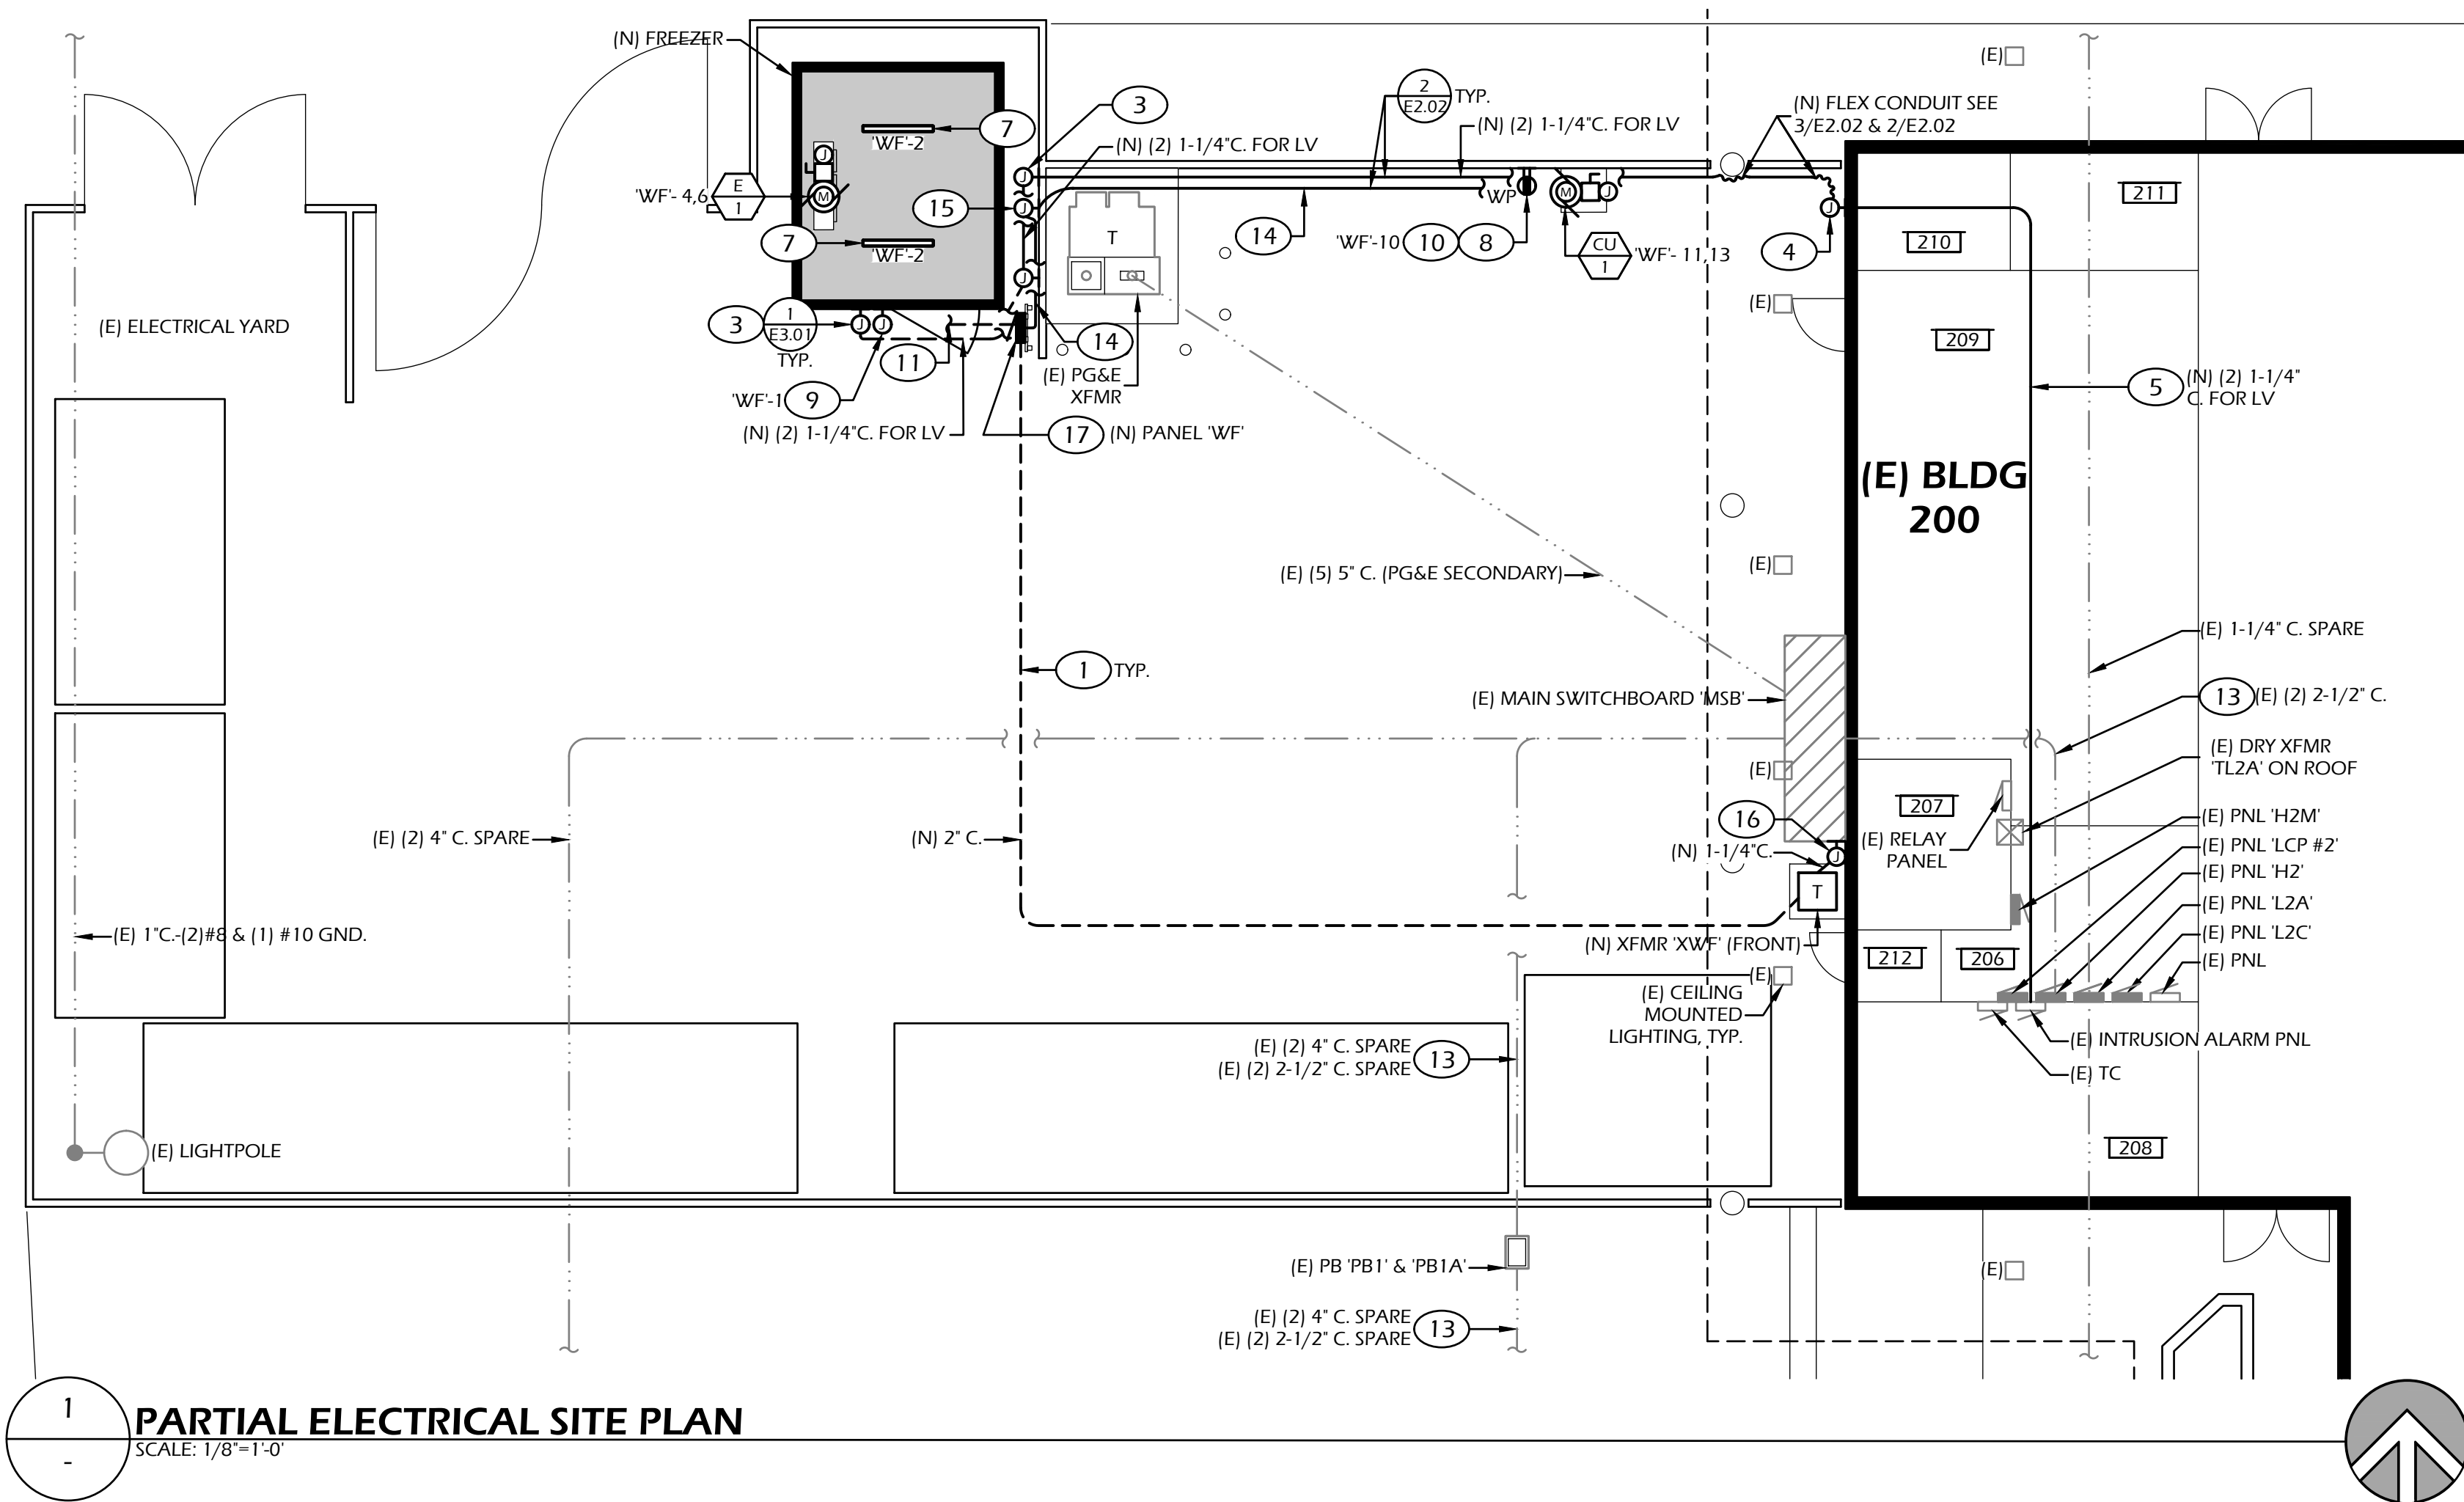 (N) FREEZER
3
2
E2.02
TYP.
(N) FLEX CONDUIT SEE
3/E2.02 & 2/E2.02
(E)
7
'WF'-2
(N) (2) 1-1/4"C. FOR LV
(N) (2) 1-1/4"C. FOR LV
J
J
M
'WF'- 4,6
E
1
15
J
J
J
T
14
WP
'WF'-10
10
8
M
J
CU
1
'WF'- 11,13
J
4
211
210
7
'WF'-2
(E) ELECTRICAL YARD
3
1
E3.01
TYP.
J
J
11
14
(E) PG&E
XFMR
(E)
209
'WF'-1
9
(N) (2) 1-1/4"C. FOR LV
17
(N) PANEL 'WF'
5
(N) (2) 1-1/4"
C. FOR LV
(E) BLDG
200
(E) (5) 5" C. (PG&E SECONDARY)
(E)
1
TYP.
(E) 1-1/4" C. SPARE
(E) MAIN SWITCHBOARD 'MSB'
13
(E) (2) 2-1/2" C.
(E) DRY XFMR
'TL2A' ON ROOF
(E)
207
(E) (2) 4" C. SPARE
(N) 2" C.
16
(N) 1-1/4"C.
J
(E) RELAY
PANEL
(E) PNL 'H2M'
(E) PNL 'LCP #2'
(E) PNL 'H2'
T
(E) PNL 'L2A'
(E) 1"C.-(2)#8 & (1) #10 GND.
(N) XFMR 'XWF' (FRONT)
(E) PNL 'L2C'
212
206
(E) PNL
(E)
(E) CEILING
MOUNTED
LIGHTING, TYP.
(E) (2) 4" C. SPARE
(E) (2) 2-1/2" C. SPARE
13
(E) INTRUSION ALARM PNL
(E) TC
(E) LIGHTPOLE
208
(E) PB 'PB1' & 'PB1A'
(E)
(E) (2) 4" C. SPARE
(E) (2) 2-1/2" C. SPARE
13
1
-
PARTIAL ELECTRICAL SITE PLAN
SCALE: 1/8"=1'-0'